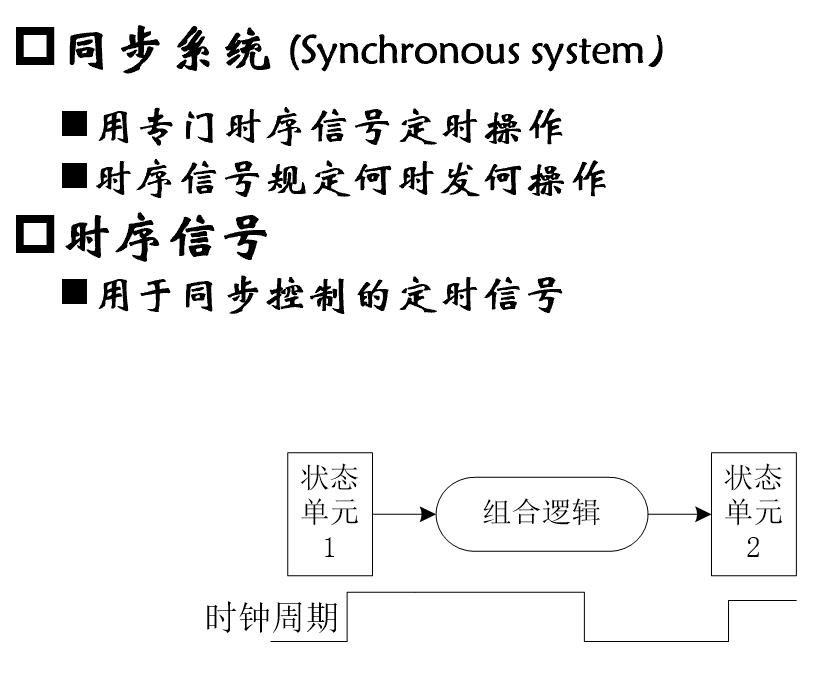 同步系统 (Synchronous system)
用专门时序信号定时操作
时序信号规定何时发何操作
时序信号
用于同步控制的定时信号
状态
单元
1
组合逻辑
状态
单元
2
时钟周期